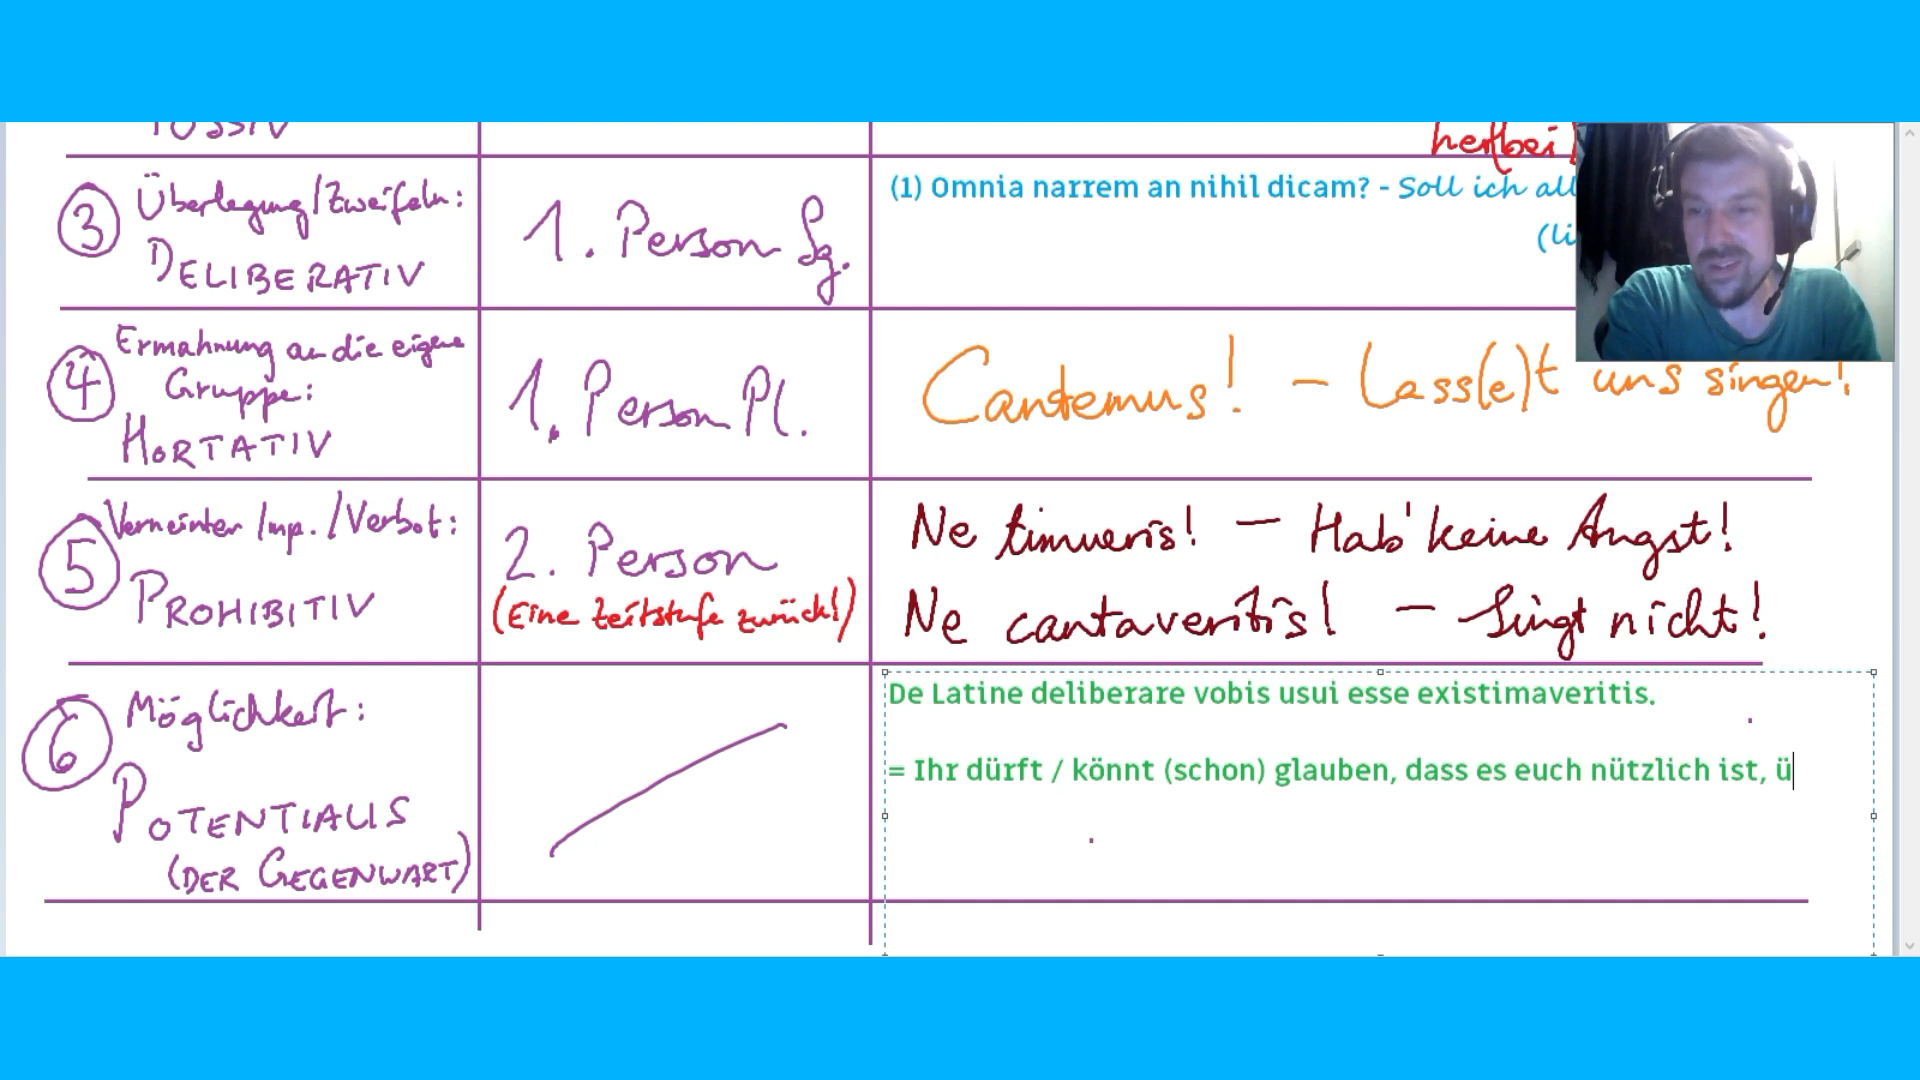 ③ Überlegung/Zweifeln:
DELIBERATIV
1. Person Sg.
(1) Omnia narrem an nihil dicam? - Soll ich all
(li
④ Ermahnung an die eigene
Gruppe:
HORTATIV
1. Person Pl.
Cantemus! - Lass(e)t uns singen!
⑤ Verneinter Imp./Verbot:
PROHIBITIV
2. Person
(Eine Zeitstufe zurück!)
Ne timueris! - Hab' keine Angst!
Ne cantaveritis! - Singt nicht!
⑥ Möglichkeit:
POTENTIALIS
(DER GEGENWART)
De Latine deliberare vobis usui esse existimaveritis.
= Ihr dürft / könnt (schon) glauben, dass es euch nützlich ist, ü